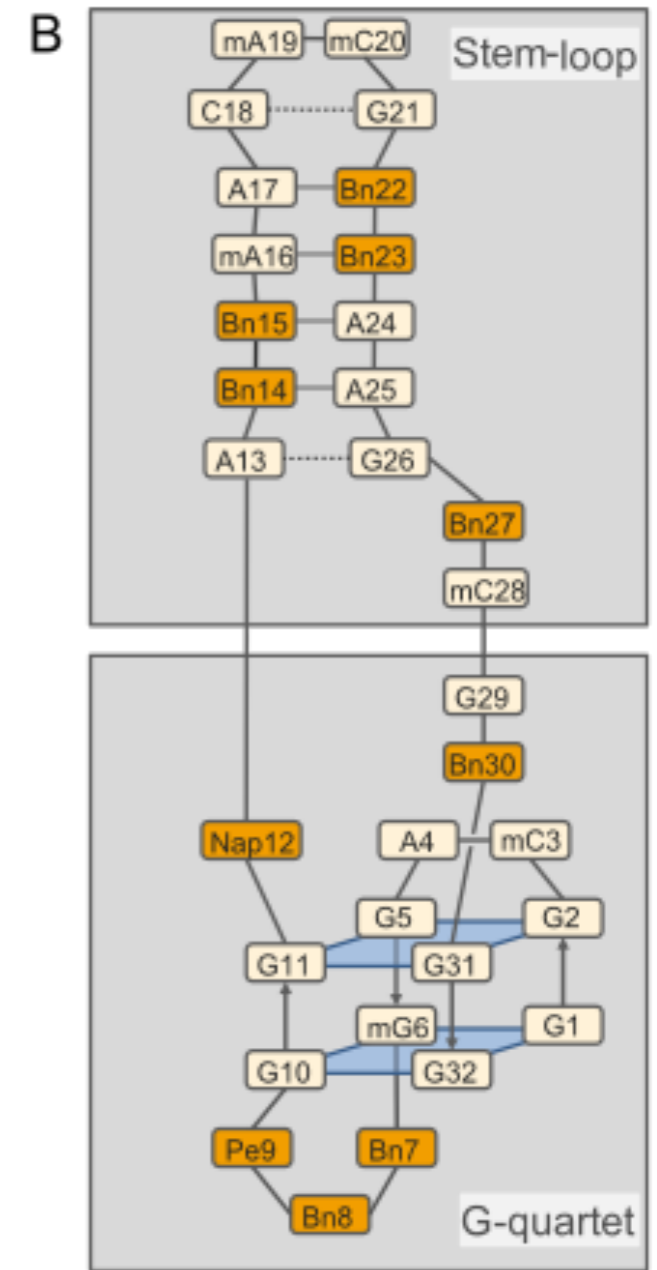 B
Stem-loop
mA19 mC20
C18 G21
A17 Bn22
mA16 Bn23
Bn15 A24
Bn14 A25
A13 G26
Bn27
mC28
G29
Bn30
Nap12 A4 mC3
G5 G2
G11 G31
mG6 G1
G10 G32
Pe9 Bn7
Bn8
G-quartet